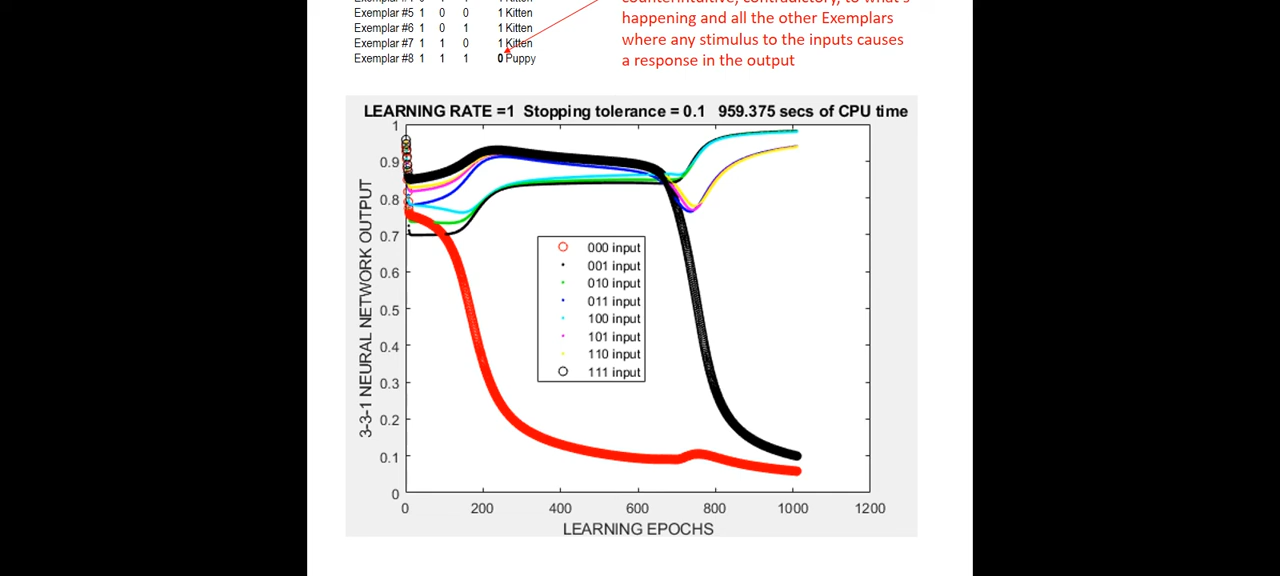 counterintuitive, contradictory, to what's
happening and all the other Exemplars
where any stimulus to the inputs causes
a response in the output
Exemplar #5 1 0 0 1 Kitten
Exemplar #6 1 0 1 1 Kitten
Exemplar #7 1 1 0 1 Kitten
Exemplar #8 1 1 1 0 Puppy
LEARNING RATE =1 Stopping tolerance = 0.1 959.375 secs of CPU time
3-3-1 NEURAL NETWORK OUTPUT
1
0.9
0.8
0.7
0.6
0.5
0.4
0.3
0.2
0.1
0
000 input
001 input
010 input
011 input
100 input
101 input
110 input
111 input
0 200 400 600 800 1000 1200
LEARNING EPOCHS